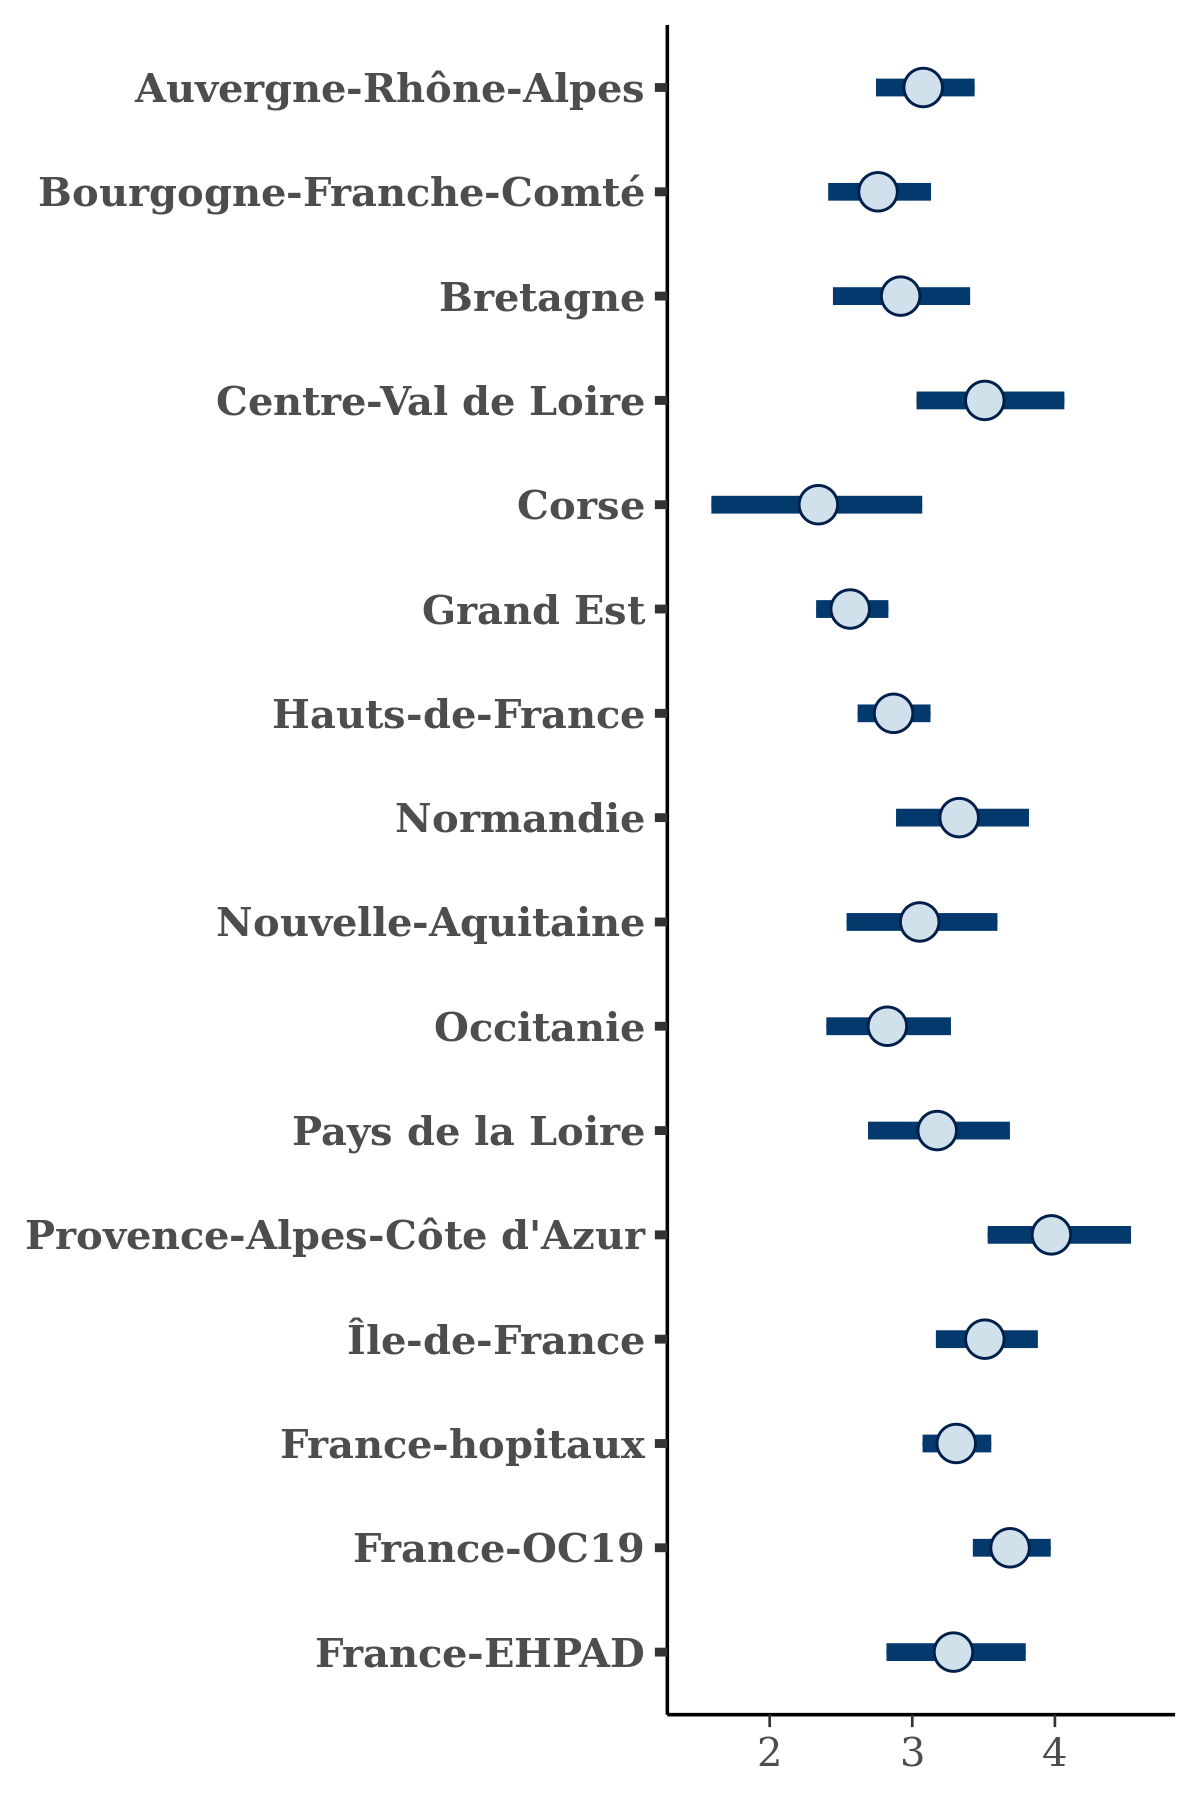 Auvergne-Rhône-Alpes
Bourgogne-Franche-Comté
Bretagne
Centre-Val de Loire
Corse
Grand Est
Hauts-de-France
Normandie
Nouvelle-Aquitaine
Occitanie
Pays de la Loire
Provence-Alpes-Côte d'Azur
Île-de-France
France-hopitaux
France-OC19
France-EHPAD
2 3 4